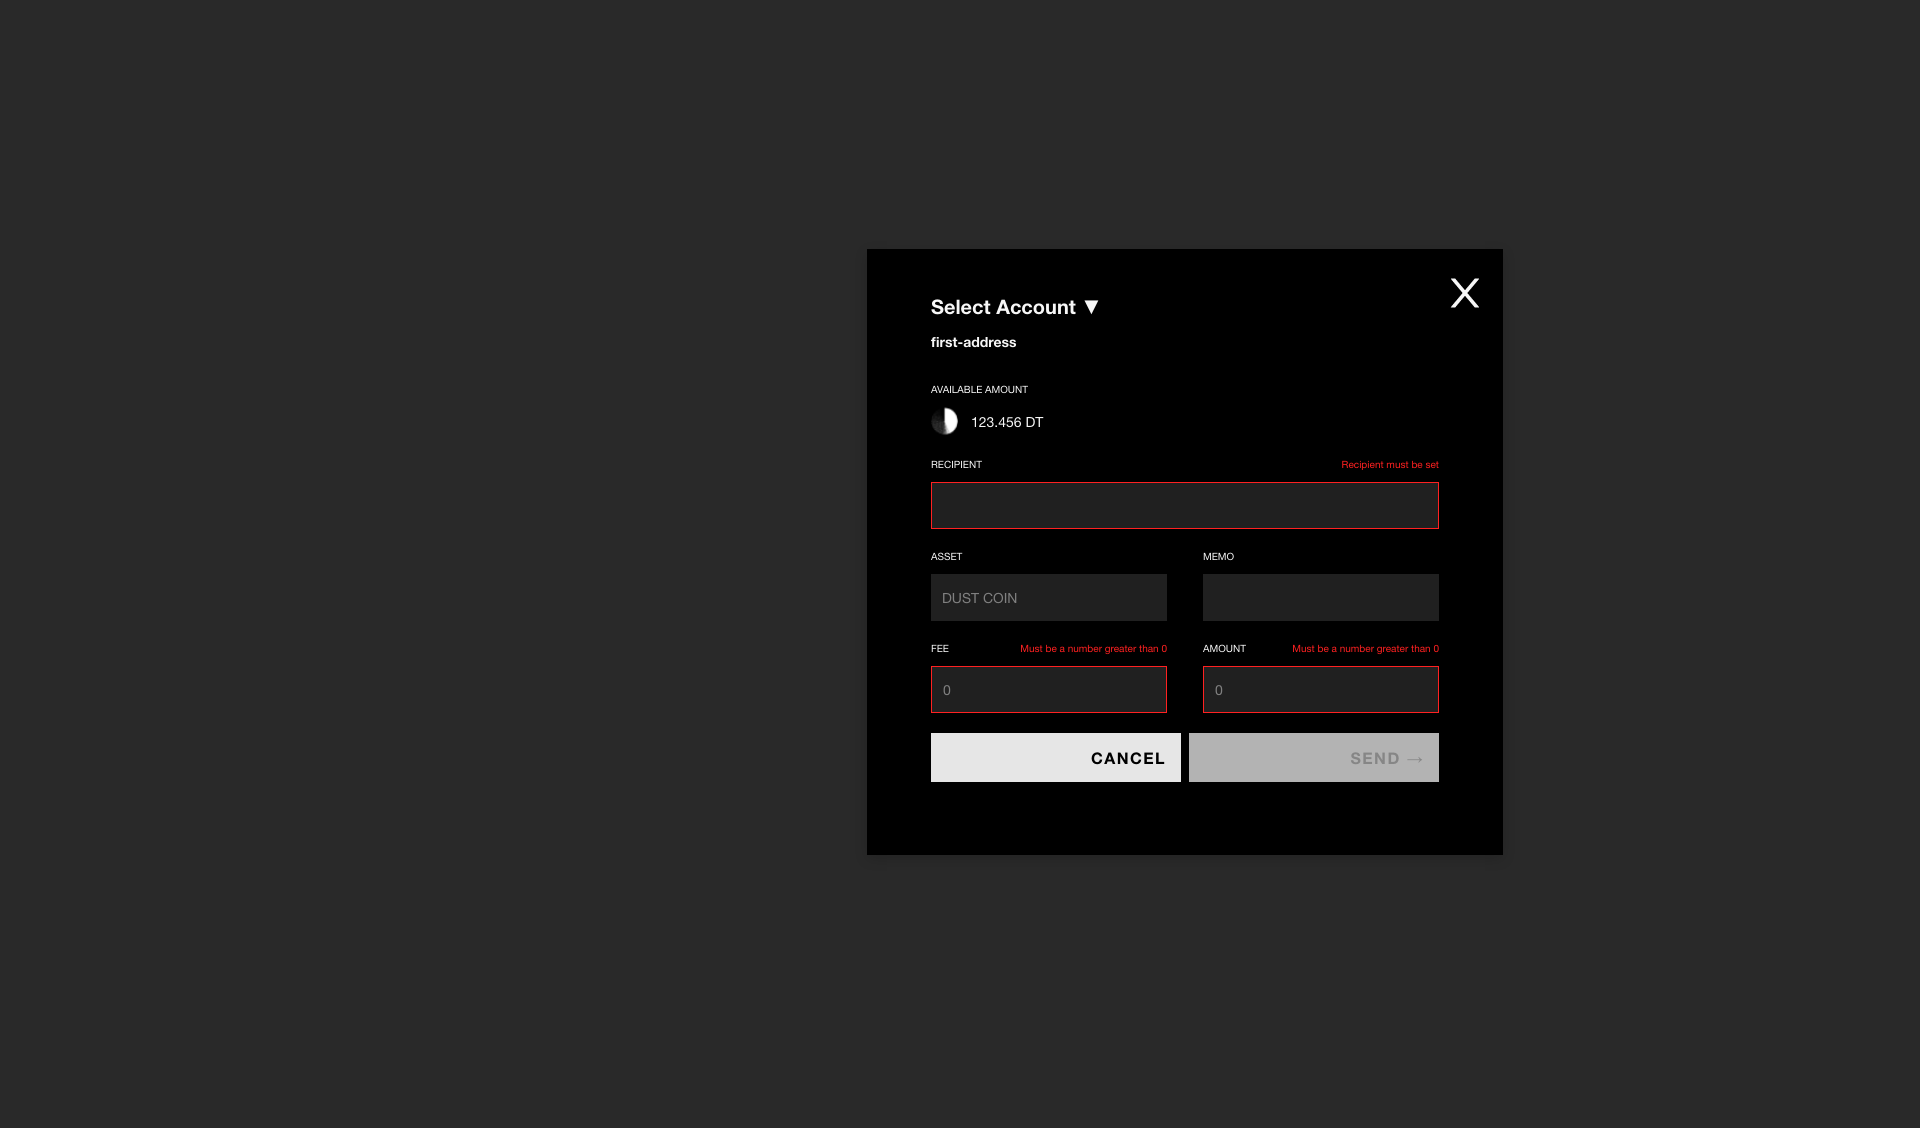 Select Account ▼
X
first-address
AVAILABLE AMOUNT
123.456 DT
RECIPIENT Recipient must be set
ASSET MEMO
DUST COIN
FEE Must be a number greater than 0 AMOUNT Must be a number greater than 0
0 0
CANCEL SEND →